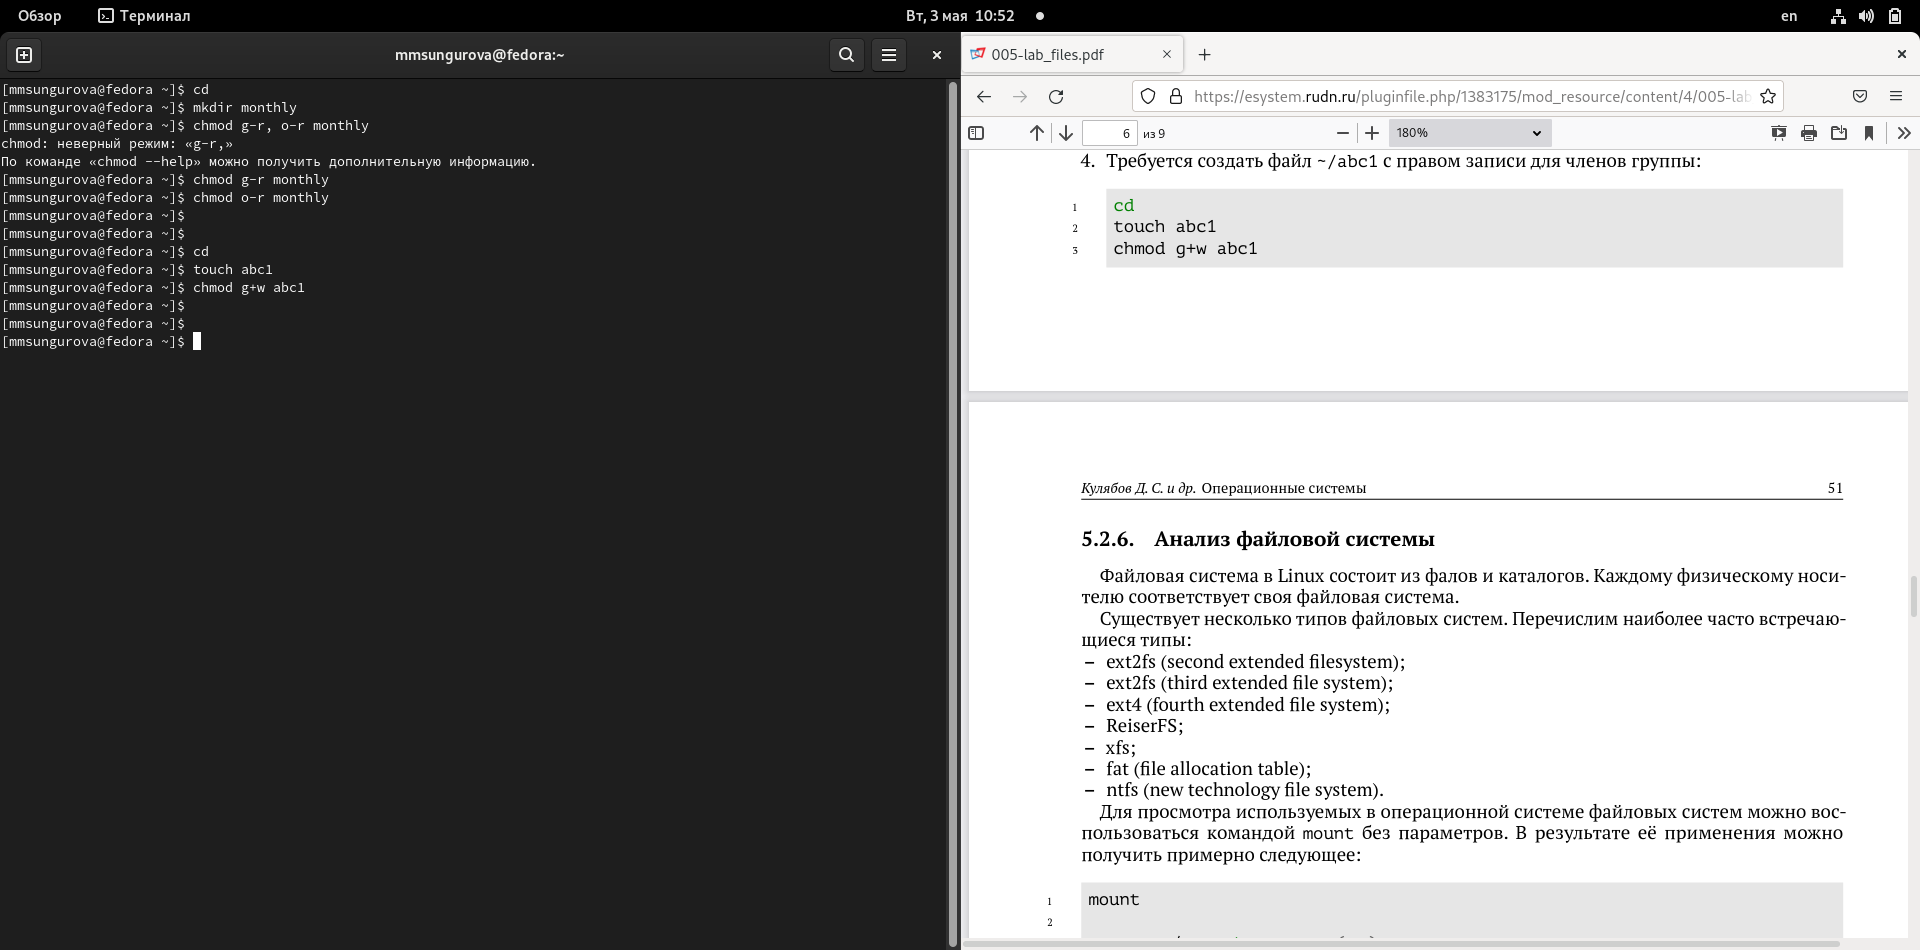 Обзор Терминал Вт, 3 мая 10:52 en
mmsungurova@fedora:~
[mmsungurova@fedora ~]$ cd
[mmsungurova@fedora ~]$ mkdir monthly
[mmsungurova@fedora ~]$ chmod g-r, o-r monthly
chmod: неверный режим: «g-r,»
По команде «chmod --help» можно получить дополнительную информацию.
[mmsungurova@fedora ~]$ chmod g-r monthly
[mmsungurova@fedora ~]$ chmod o-r monthly
[mmsungurova@fedora ~]$
[mmsungurova@fedora ~]$
[mmsungurova@fedora ~]$ cd
[mmsungurova@fedora ~]$ touch abc1
[mmsungurova@fedora ~]$ chmod g+w abc1
[mmsungurova@fedora ~]$
[mmsungurova@fedora ~]$
[mmsungurova@fedora ~]$
005-lab_files.pdf
https://esystem.rudn.ru/pluginfile.php/1383175/mod_resource/content/4/005-lab
6 из 9 180%
4. Требуется создать файл ~/abc1 с правом записи для членов группы:
1 cd
2 touch abc1
3 chmod g+w abc1
Кулябов Д. С. и др. Операционные системы 51
5.2.6. Анализ файловой системы
Файловая система в Linux состоит из фалов и каталогов. Каждому физическому носи-
телю соответствует своя файловая система.
Существует несколько типов файловых систем. Перечислим наиболее часто встречаю-
щиеся типы:
– ext2fs (second extended filesystem);
– ext2fs (third extended file system);
– ext4 (fourth extended file system);
– ReiserFS;
– xfs;
– fat (file allocation table);
– ntfs (new technology file system).
Для просмотра используемых в операционной системе файловых систем можно вос-
пользоваться командой mount без параметров. В результате её применения можно
получить примерно следующее:
1 mount
2